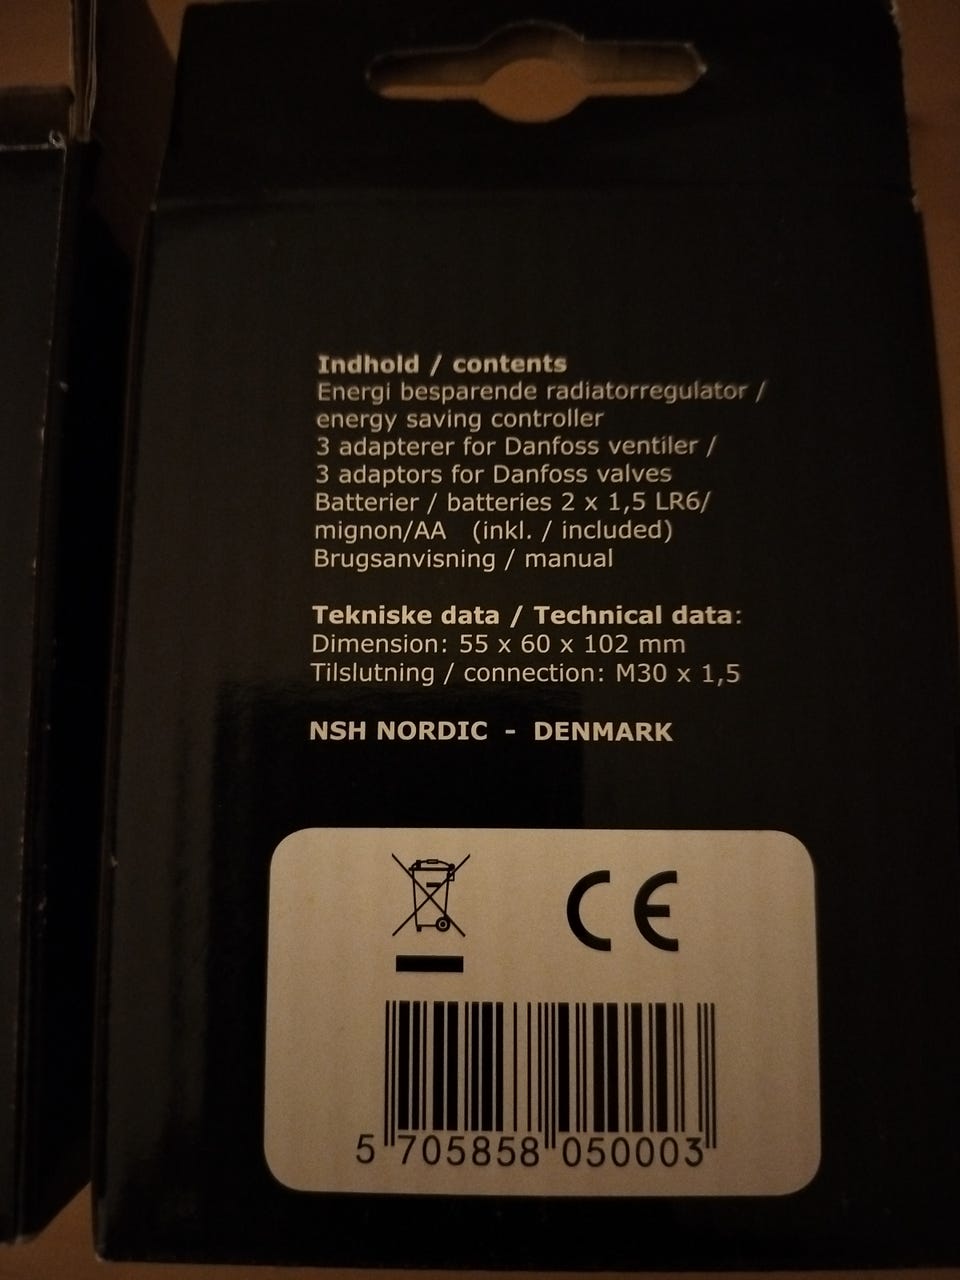 Indhold / contents
Energi besparende radiatorregulator /
energy saving controller
3 adapterer for Danfoss ventiler /
3 adaptors for Danfoss valves
Batterier / batteries 2 x 1,5 LR6/
mignon/AA (inkl. / included)
Brugsanvisning / manual
Tekniske data / Technical data:
Dimension: 55 x 60 x 102 mm
Tilslutning / connection: M30 x 1,5
NSH NORDIC - DENMARK
CE
5 705858 050003